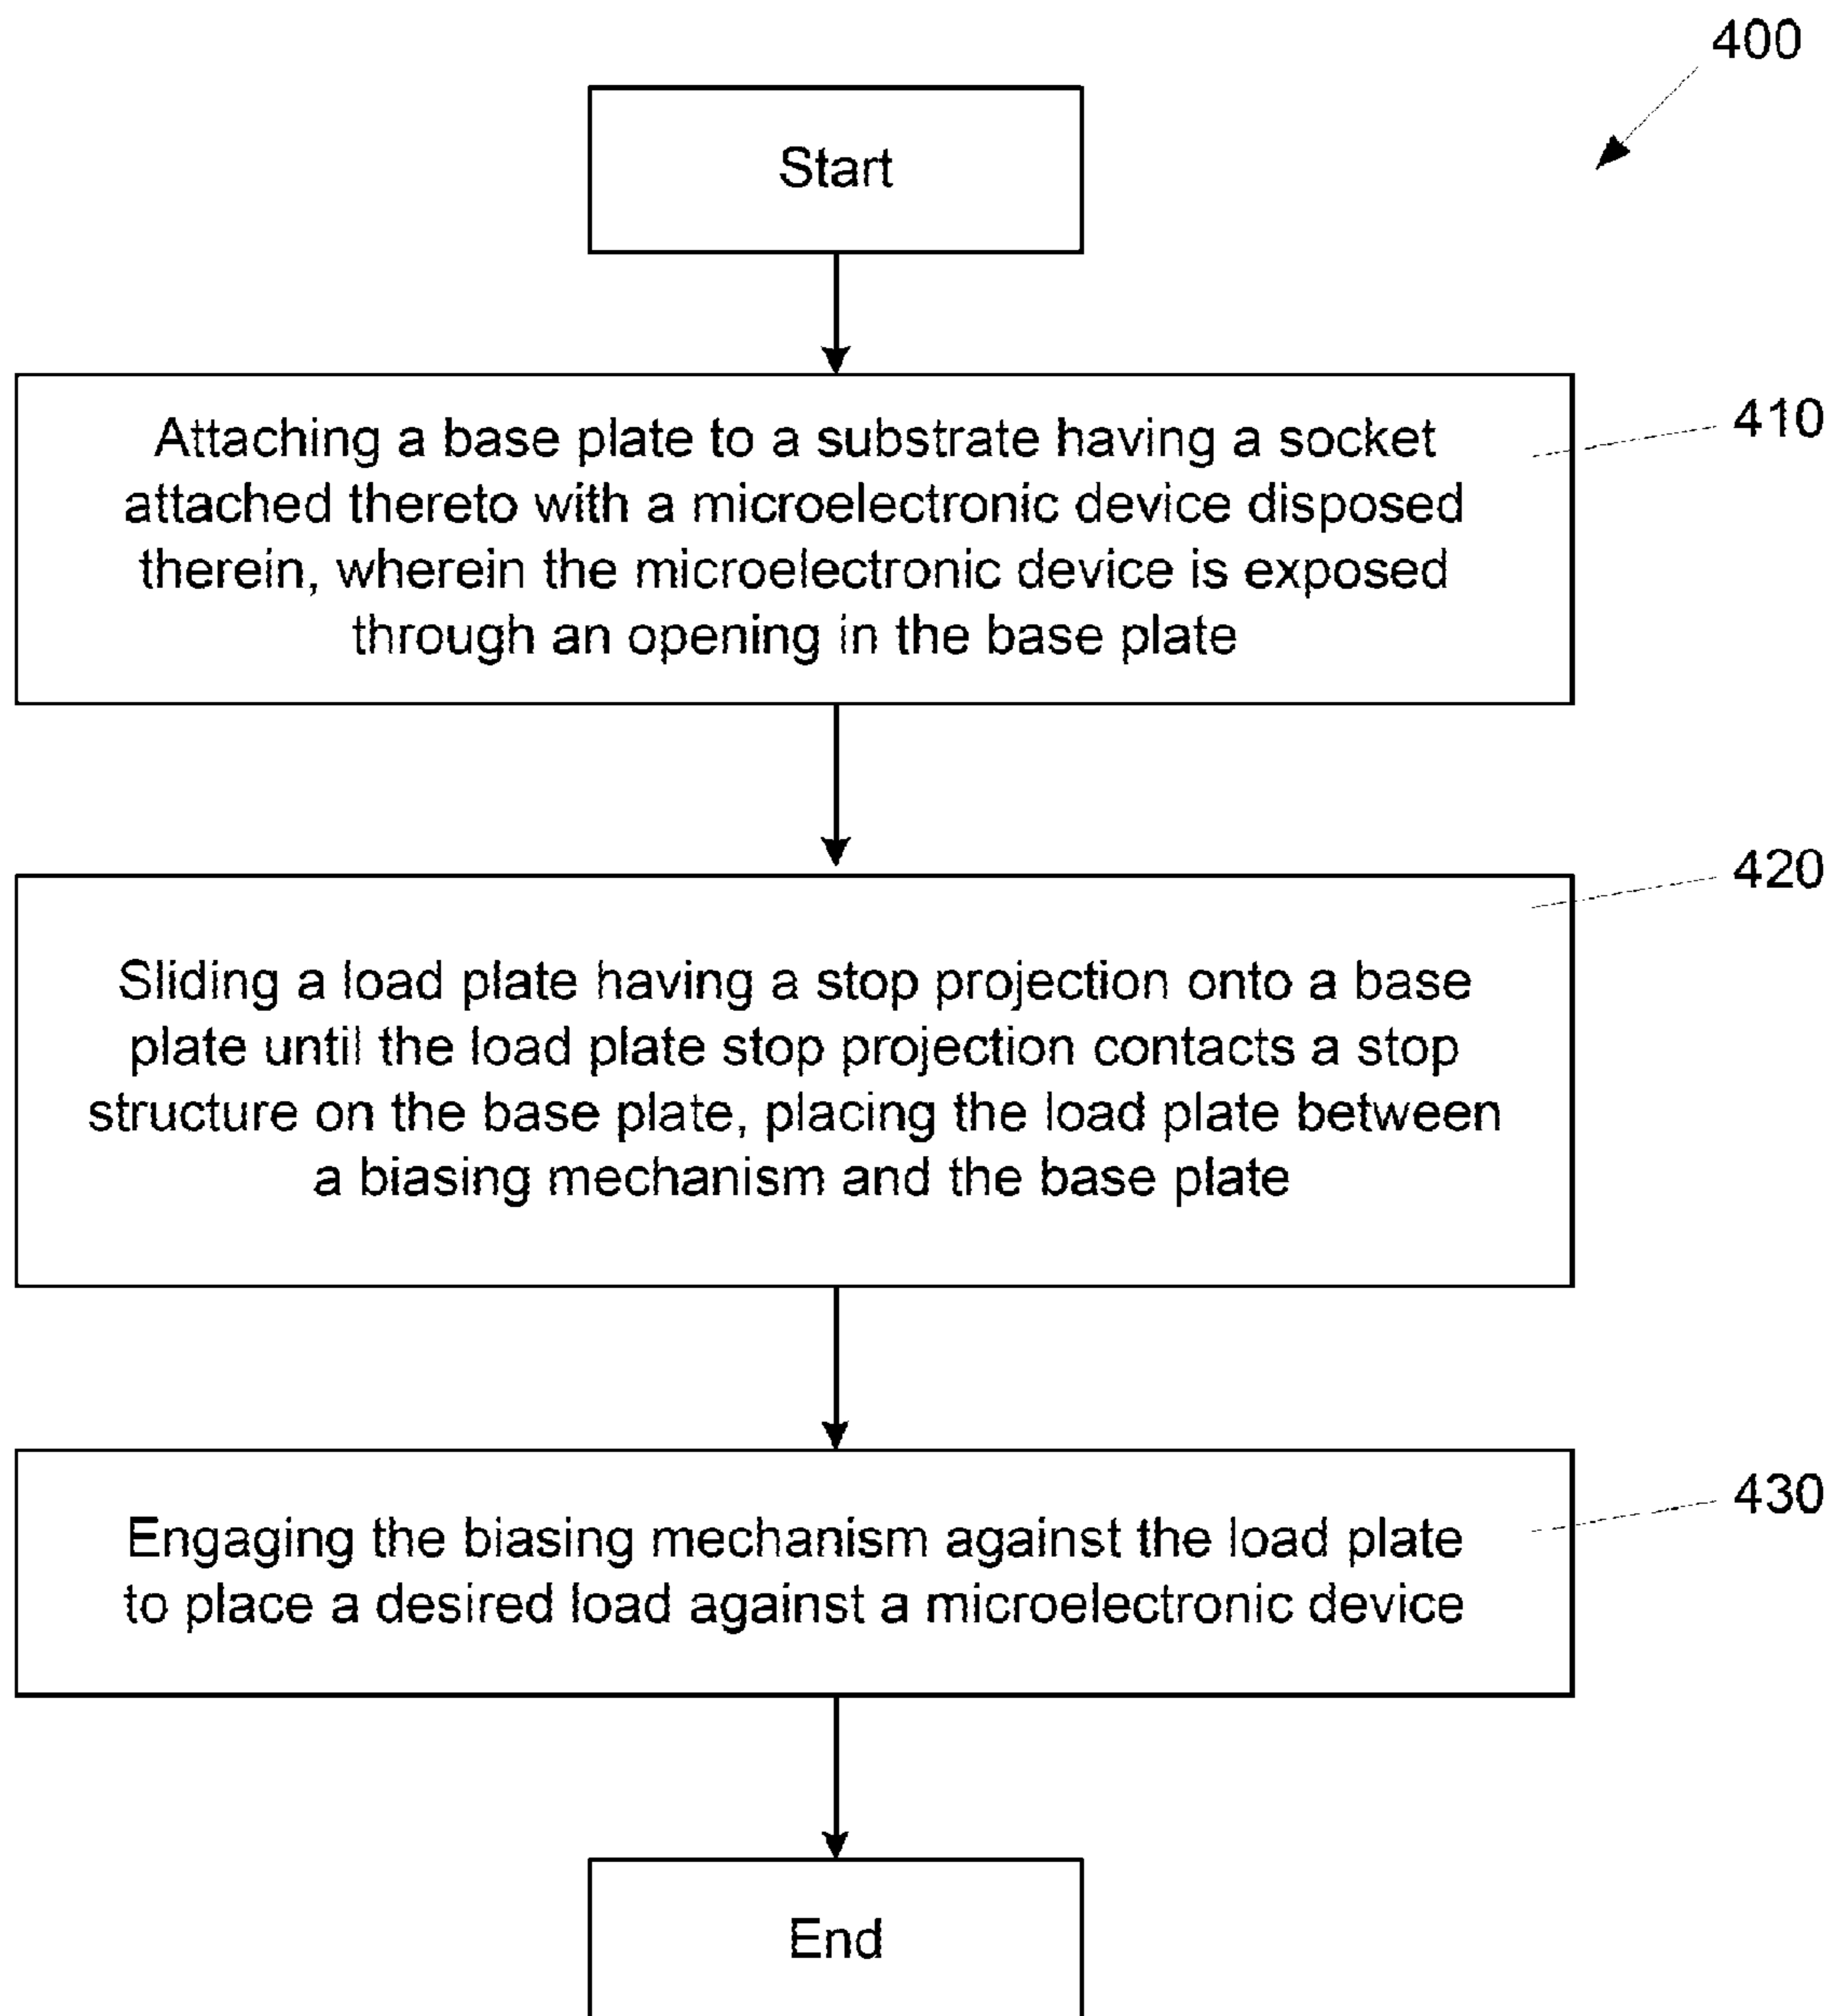 400
Start
Attaching a base plate to a substrate having a socket
attached thereto with a microelectronic device disposed
therein, wherein the microelectronic device is exposed
through an opening in the base plate
410
420
Sliding a load plate having a stop projection onto a base
plate until the load plate stop projection contacts a stop
structure on the base plate, placing the load plate between
a biasing mechanism and the base plate
430
Engaging the biasing mechanism against the load plate
to place a desired load against a microelectronic device
End